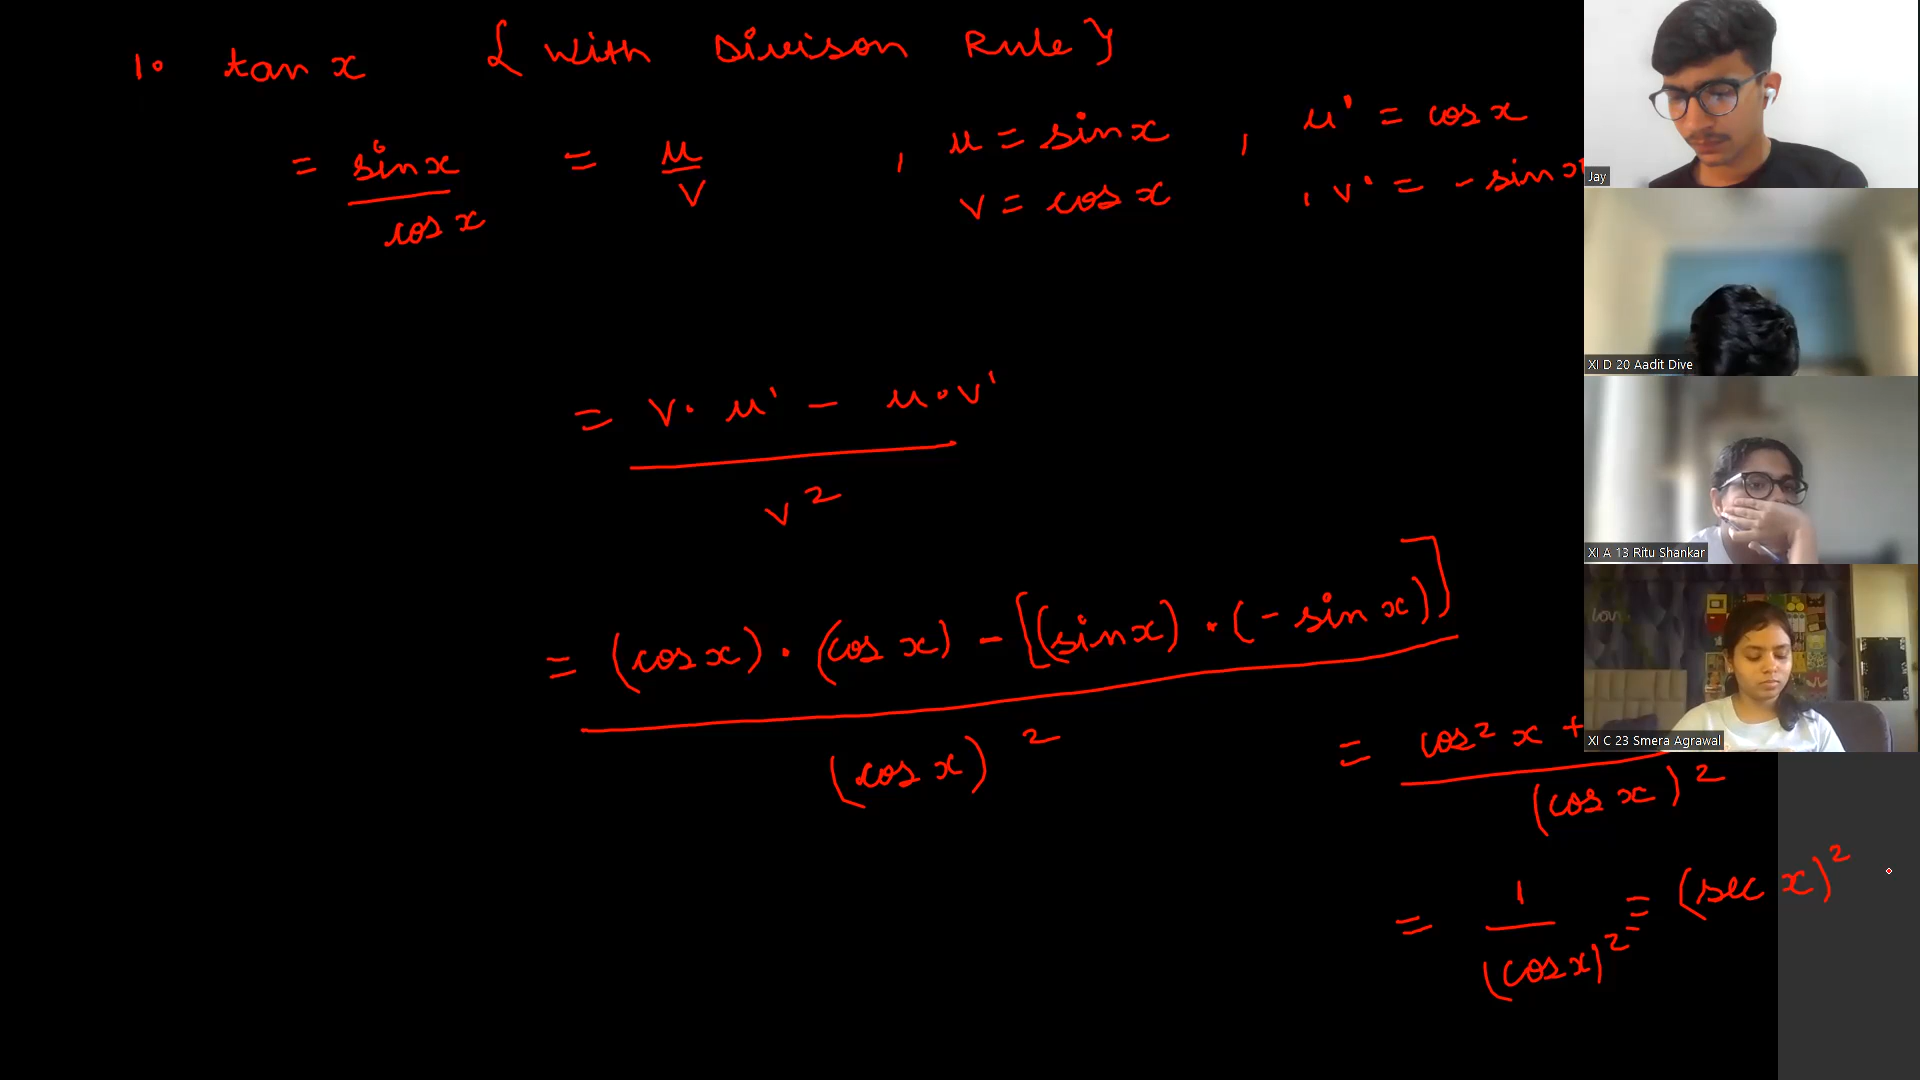 1. tan x { With Divison Rule }
= sin x / cos x = u / v , u = sin x , u' = cos x
v = cos x , v' = - sin x
= v . u' - u . v' / v²
= (cos x) . (cos x) - [(sin x) . (- sin x)] / (cos x)²
= cos² x + / (cos x)²
= 1 / (cos x)² = (sec x)²
Jay
XI D 20 Aadit Dive
XI A 13 Ritu Shankar
XI C 23 Smera Agrawal